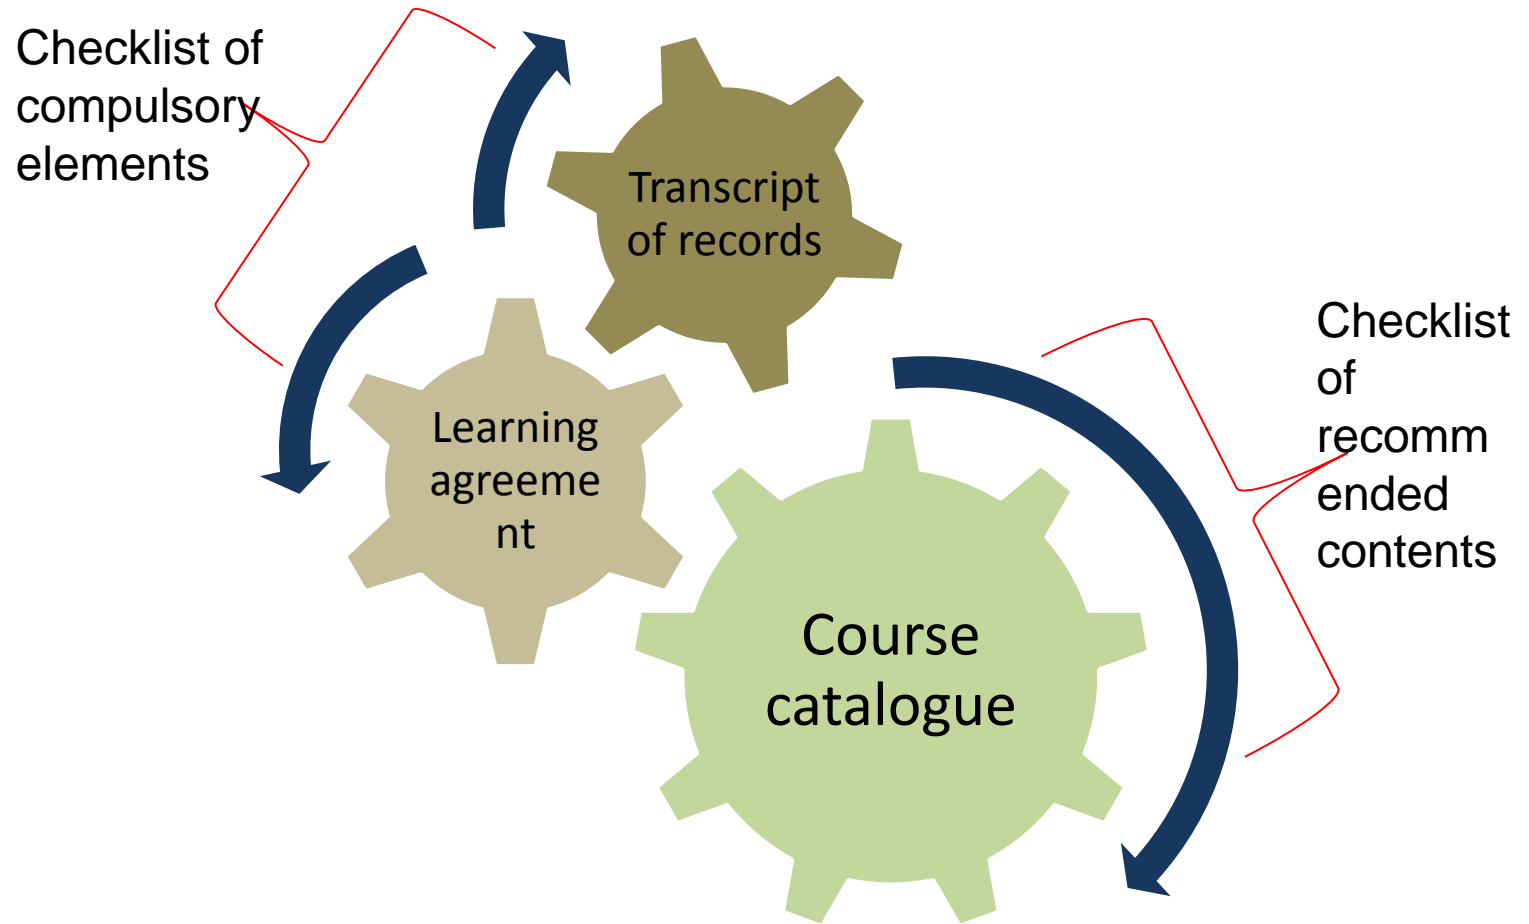 Checklist of
compulsory
elements
Transcript
of records
Learning
agreeme
nt
Course
catalogue
Checklist
of
recomm
ended
contents